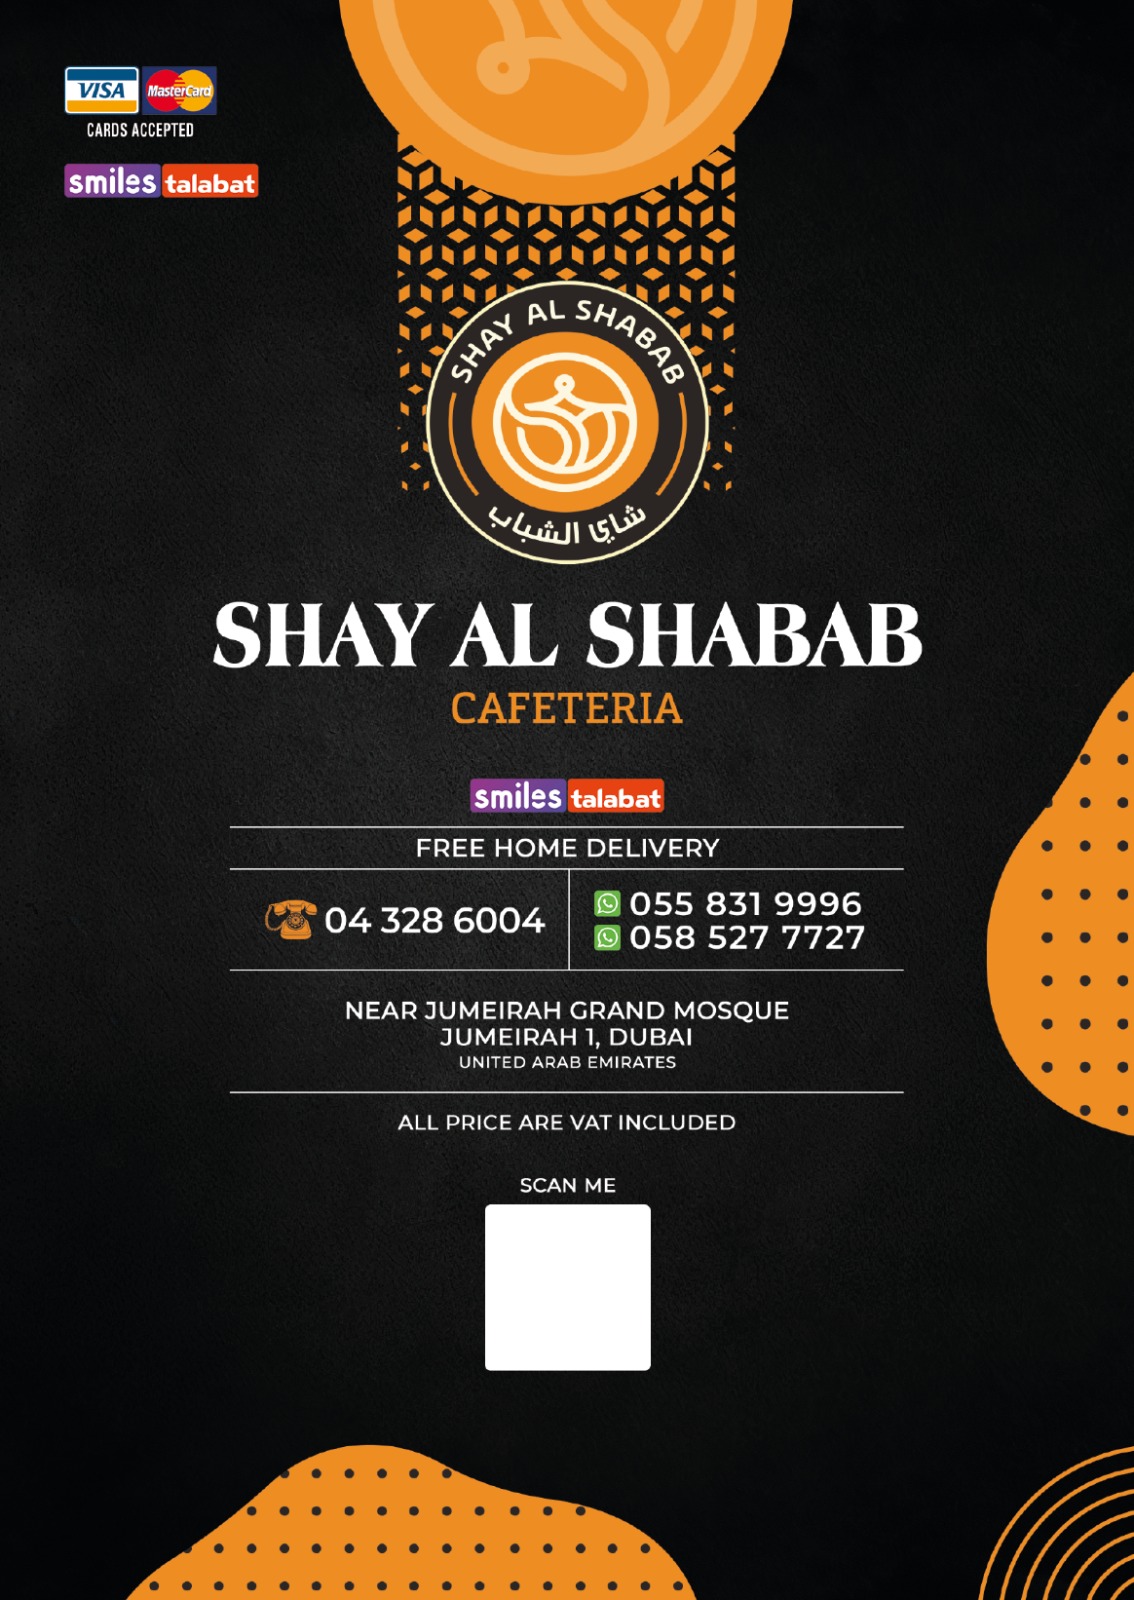 VISA MasterCard
CARDS ACCEPTED
smiles talabat
SHAY AL SHABAB
شاي الشباب
SHAY AL SHABAB
CAFETERIA
smiles talabat
FREE HOME DELIVERY
04 328 6004
055 831 9996
058 527 7727
NEAR JUMEIRAH GRAND MOSQUE
JUMEIRAH 1, DUBAI
UNITED ARAB EMIRATES
ALL PRICE ARE VAT INCLUDED
SCAN ME